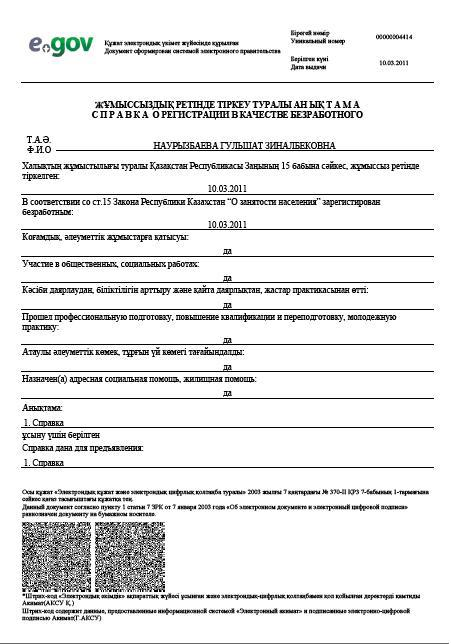 e.gov
Құжат электрондық үкімет жүйесінде құрылған
Документ сформирован системой электронного правительства
Бірегей нөмір
Уникальный номер
00000004414
Берілген күні
Дата выдачи
10.03.2011
ЖҰМЫССЫЗДЫҚ РЕТІНДЕ ТІРКЕУ ТУРАЛЫ АН ЫҚ Т А М А
С П Р А В К А О РЕГИСТРАЦИИ В КАЧЕСТВЕ БЕЗРАБОТНОГО
Т.А.Ә.
Ф.И.О
НАУРЫЗБАЕВА ГУЛЬШАТ ЗИНАЛБЕКОВНА
Халықтың жұмыстылығы туралы Қазақстан Республикасы Заңының 15 бабына сәйкес, жұмыссыз ретінде
тіркелген:
10.03.2011
В соответствии со ст.15 Закона Республики Казахстан “О занятости населения” зарегистрирован
безработным:
10.03.2011
Коғамдық, әлеуметтік жұмыстарға қатысуы:
да
Участие в общественных, социальных работах:
да
Кәсіби даярлаудан, біліктілігін арттыру және қайта даярлықтан, жастар практикасынан өтті:
да
Прошел профессиональную подготовку, повышение квалификации и переподготовку, молодежную
практику:
да
Атаулы әлеуметтік көмек, тұрғын үй көмегі тағайындалды:
да
Назначен(а) адресная социальная помощь, жилищная помощь:
да
Анықтама:
1. Справка
ұсыну үшін берілген
Справка дана для предъявления:
1. Справка
Осы құжат «Электрондық құжат және электрондық цифрлық қолтаңба туралы» 2003 жылғы 7 қаңтардағы № 370-II ҚРЗ 7-бабының 1-тармағына
сәйкес қағаз тасығыштағы құжатқа тең.
Данный документ согласно пункту 1 статьи 7 ЗРК от 7 января 2003 года «Об электронном документе и электронной цифровой подписи»
равнозначен документу на бумажном носителе.
*Штрих-код «Электрондық әкімдік» ақпараттық жүйесі ұсынған және электрондық-цифрлық қолтаңбамен қол қойылған деректерді қамтиды
Акимат(АКСУ Қ.)
Штрих-код содержит данные, предоставленные информационной системой «Электронный акимат» и подписанные электронно-цифровой
подписью Акимат(Г.АКСУ)